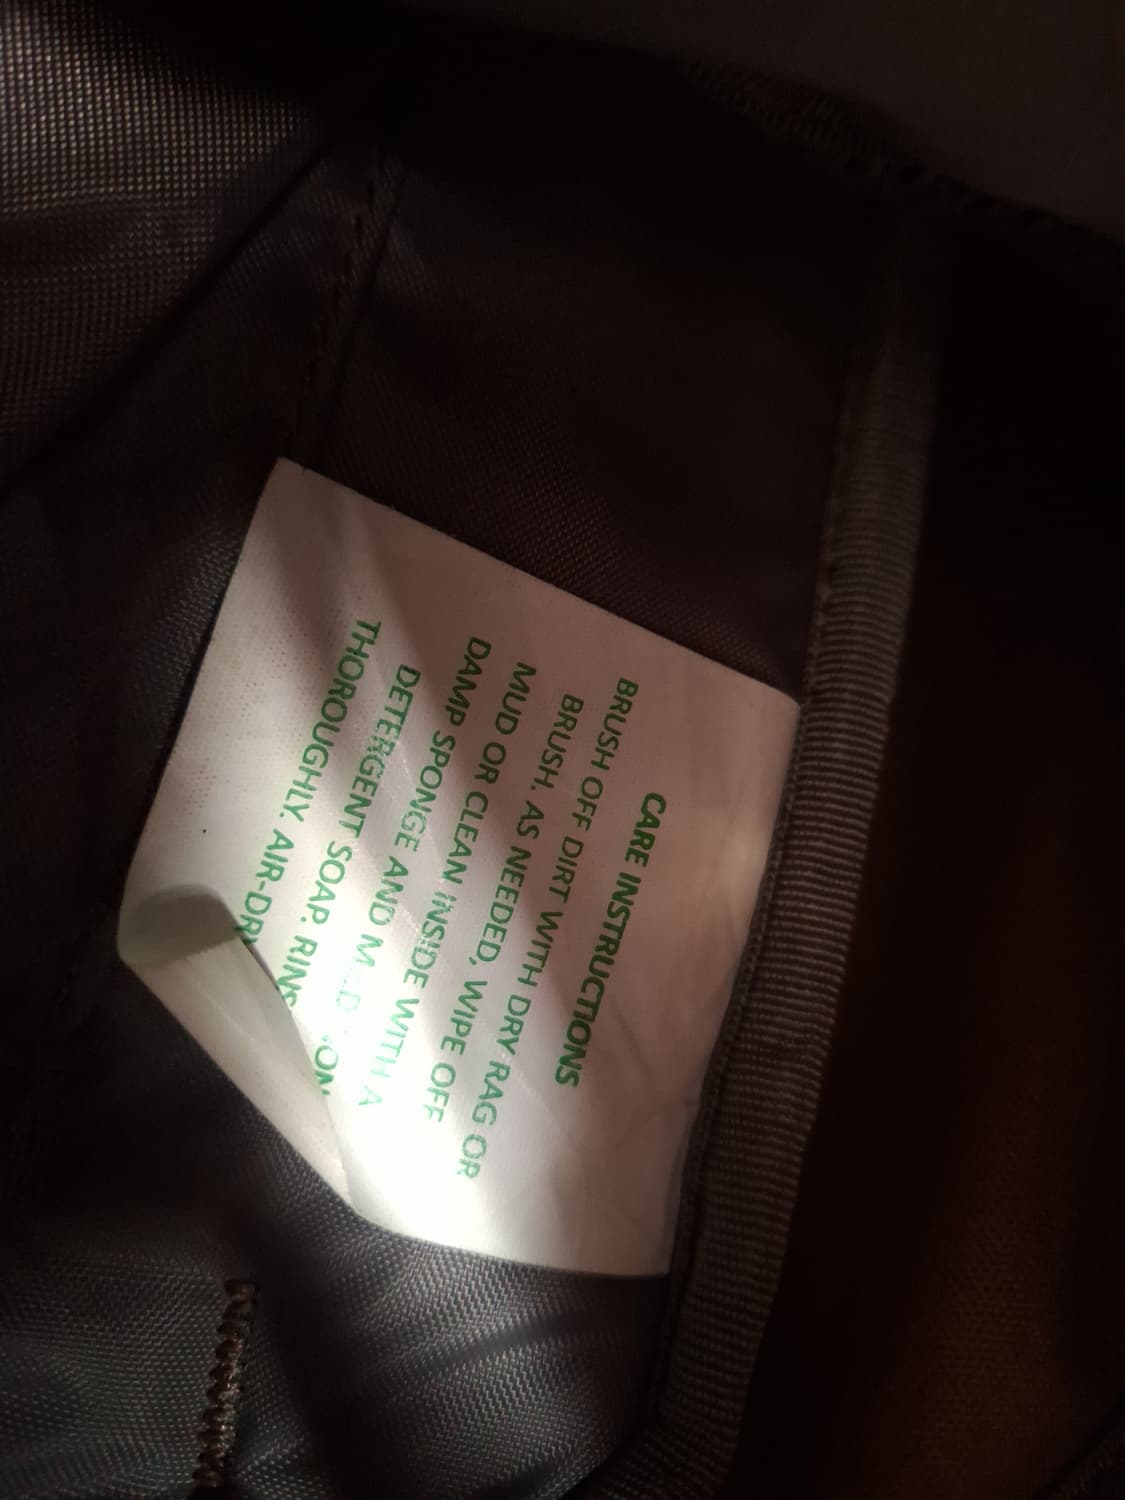 CARE INSTRUCTIONS
BRUSH OFF DIRT WITH DRY RAG OR
BRUSH. AS NEEDED, WIPE OFF
MUD OR CLEAN INSIDE WITH A
DAMP SPONGE AND MILD
DETERGENT SOAP.
THOROUGHLY. AIR-DRY